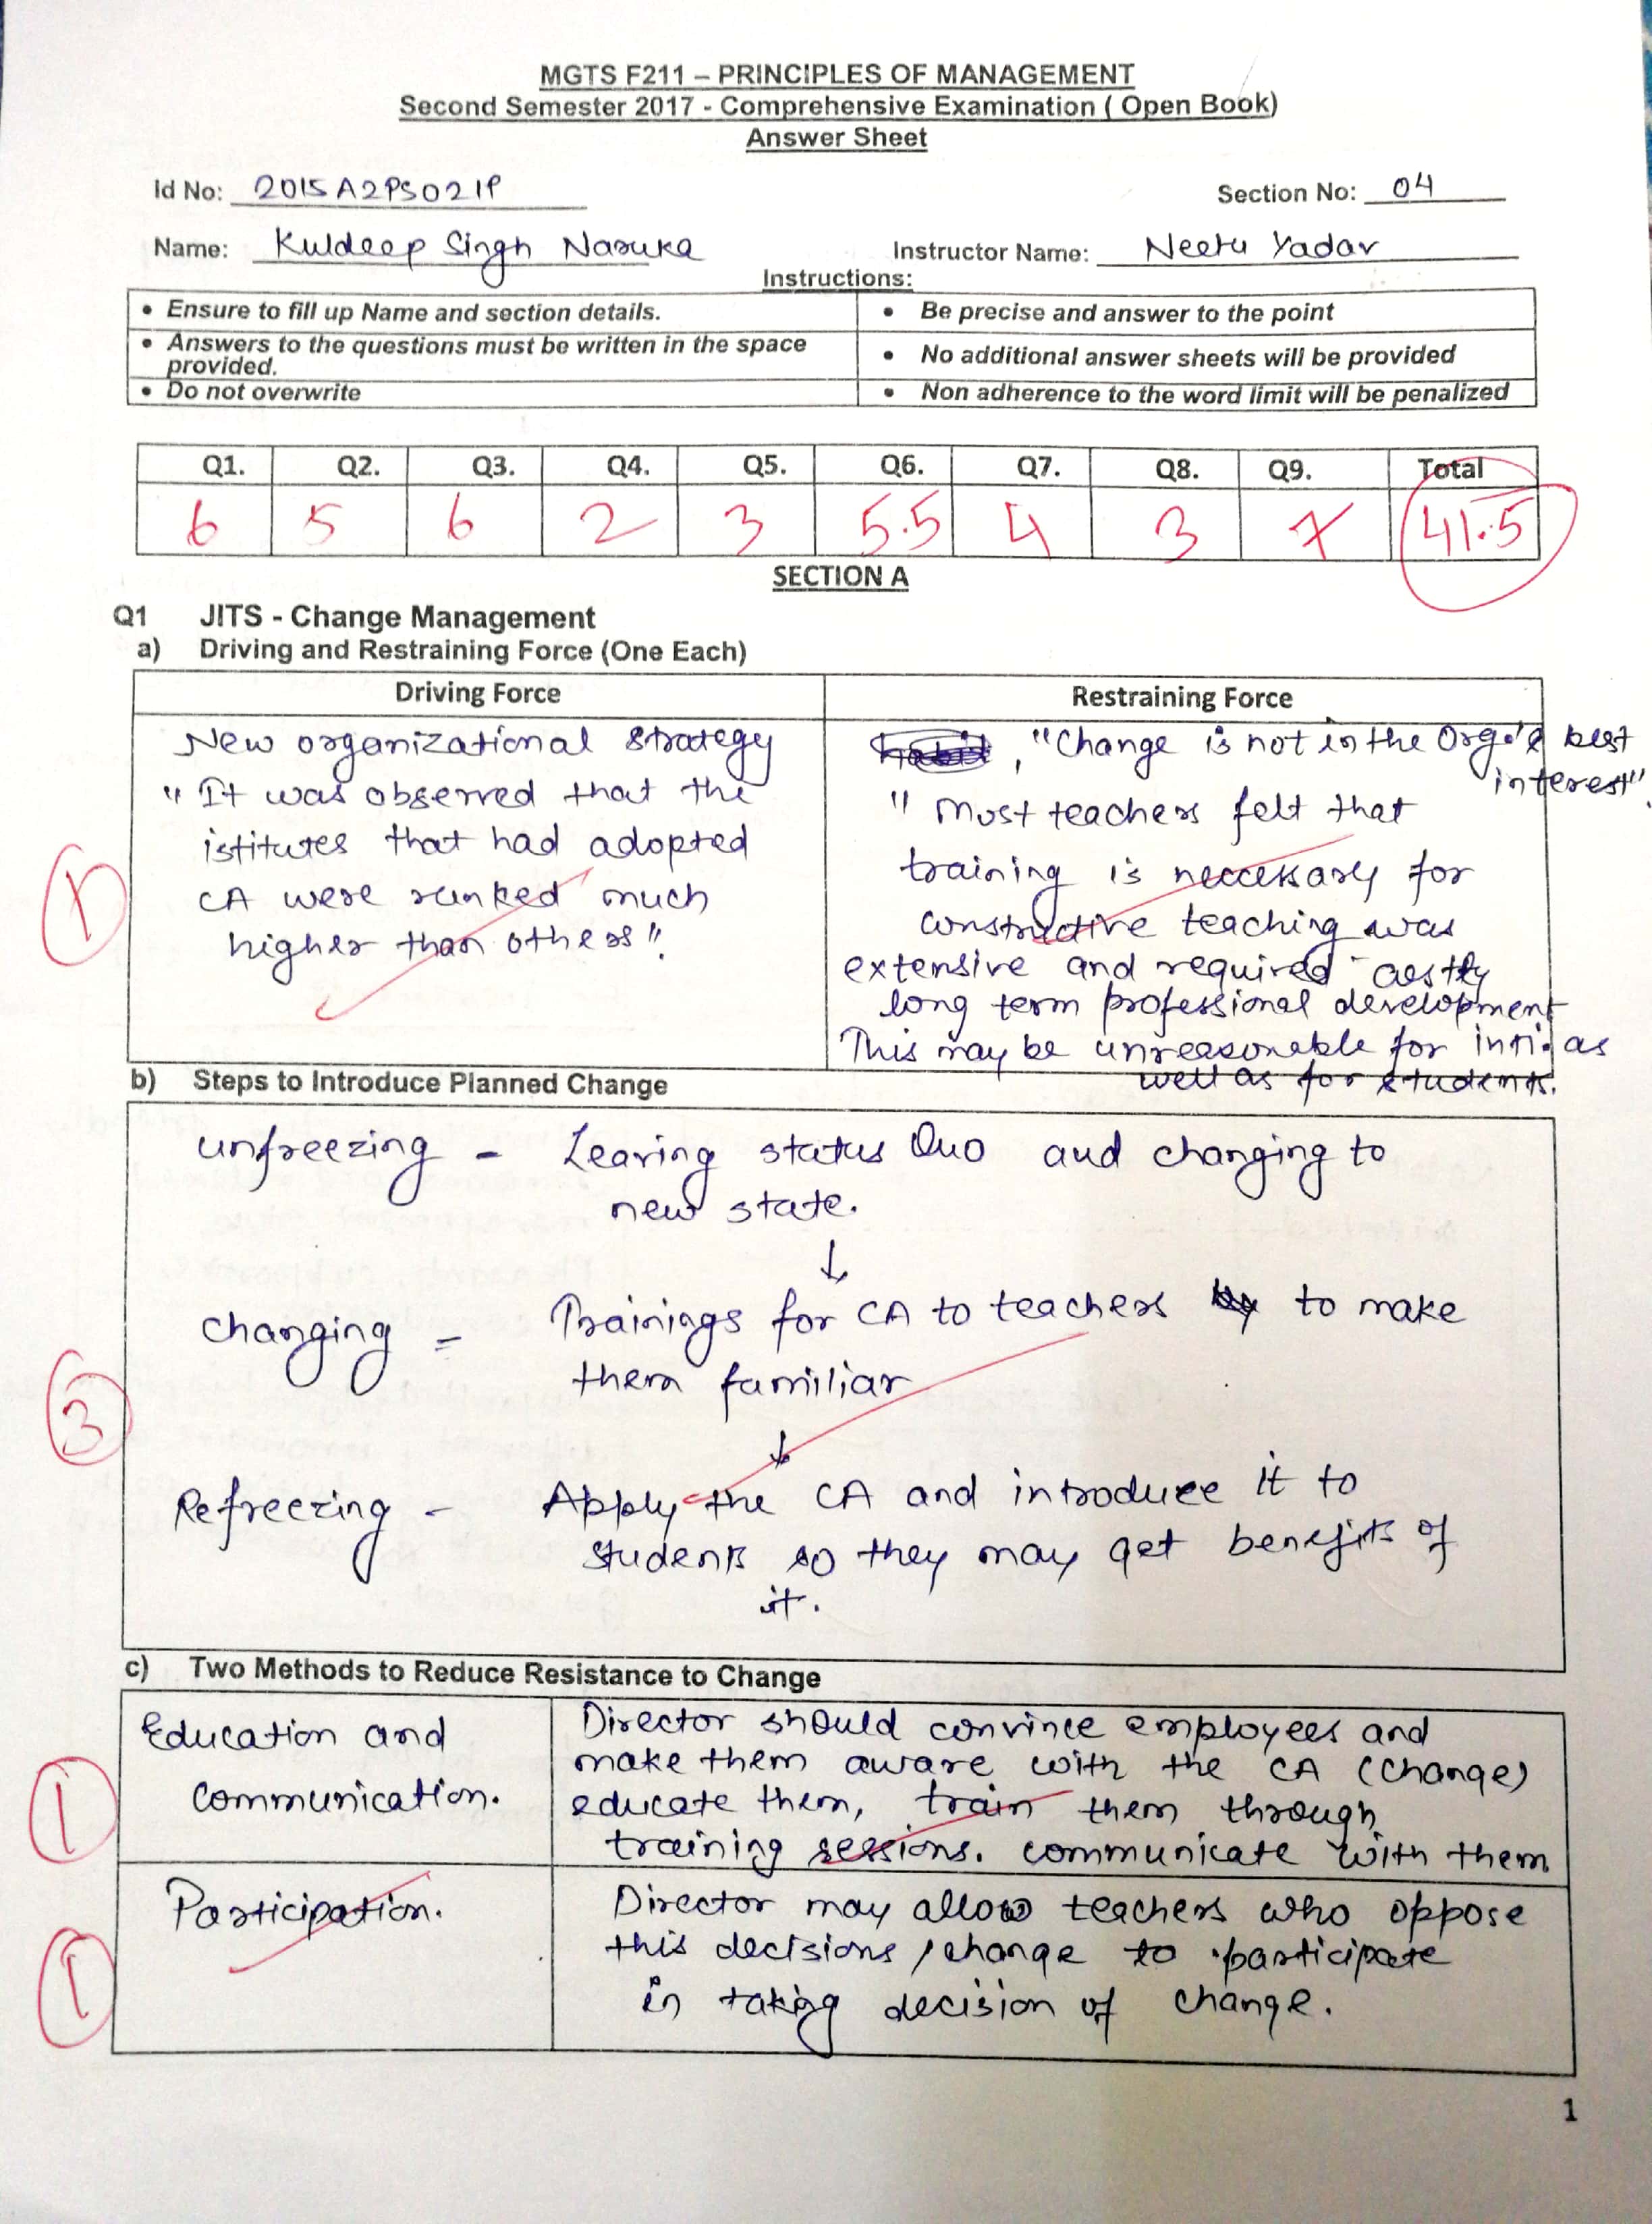 MGTS F211 – PRINCIPLES OF MANAGEMENT
Second Semester 2017 - Comprehensive Examination ( Open Book)
Answer Sheet
Id No: 2015A2PS021P Section No: 04
Name: Kuldeep Singh Naruka Instructor Name: Neetu Yadav
Instructions:
• Ensure to fill up Name and section details. • Be precise and answer to the point
• Answers to the questions must be written in the space
provided. • No additional answer sheets will be provided
• Do not overwrite • Non adherence to the word limit will be penalized
Q1. Q2. Q3. Q4. Q5. Q6. Q7. Q8. Q9. Total
6 5 6 2 3 5.5 4 3 7 41.5
SECTION A
Q1 JITS - Change Management
a) Driving and Restraining Force (One Each)
Driving Force
New organizational strategy
" It was observed that the
istitutes that had adopted
CA were ranked much
higher than others".
1
Restraining Force
, "Change is not in the Org's best
interest".
" Most teachers felt that
training is neccessary for
constructive teaching was
extensive and required costly
long term professional development
This may be unreasonable for as
well as for students.
b) Steps to Introduce Planned Change
unfreezing - Leaving status Quo and changing to
new state.
↓
changing - Trainings for CA to teachers to make
them familiar
↓
3
Refreezing - Apply the CA and introduce it to
students so they may get benefits of
it.
c) Two Methods to Reduce Resistance to Change
Education and
communication.
1
Director should convince employees and
make them aware with the CA (change)
educate them, train them through
training sessions. communicate with them
Participation.
1
Director may allow teachers who oppose
this decisions / change to participate
in taking decision of change.
1